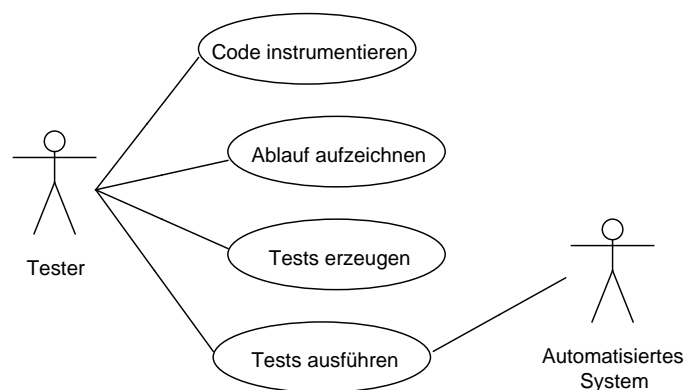 Code instrumentieren
Ablauf aufzeichnen
Tests erzeugen
Tester
Tests ausführen
Automatisiertes
System